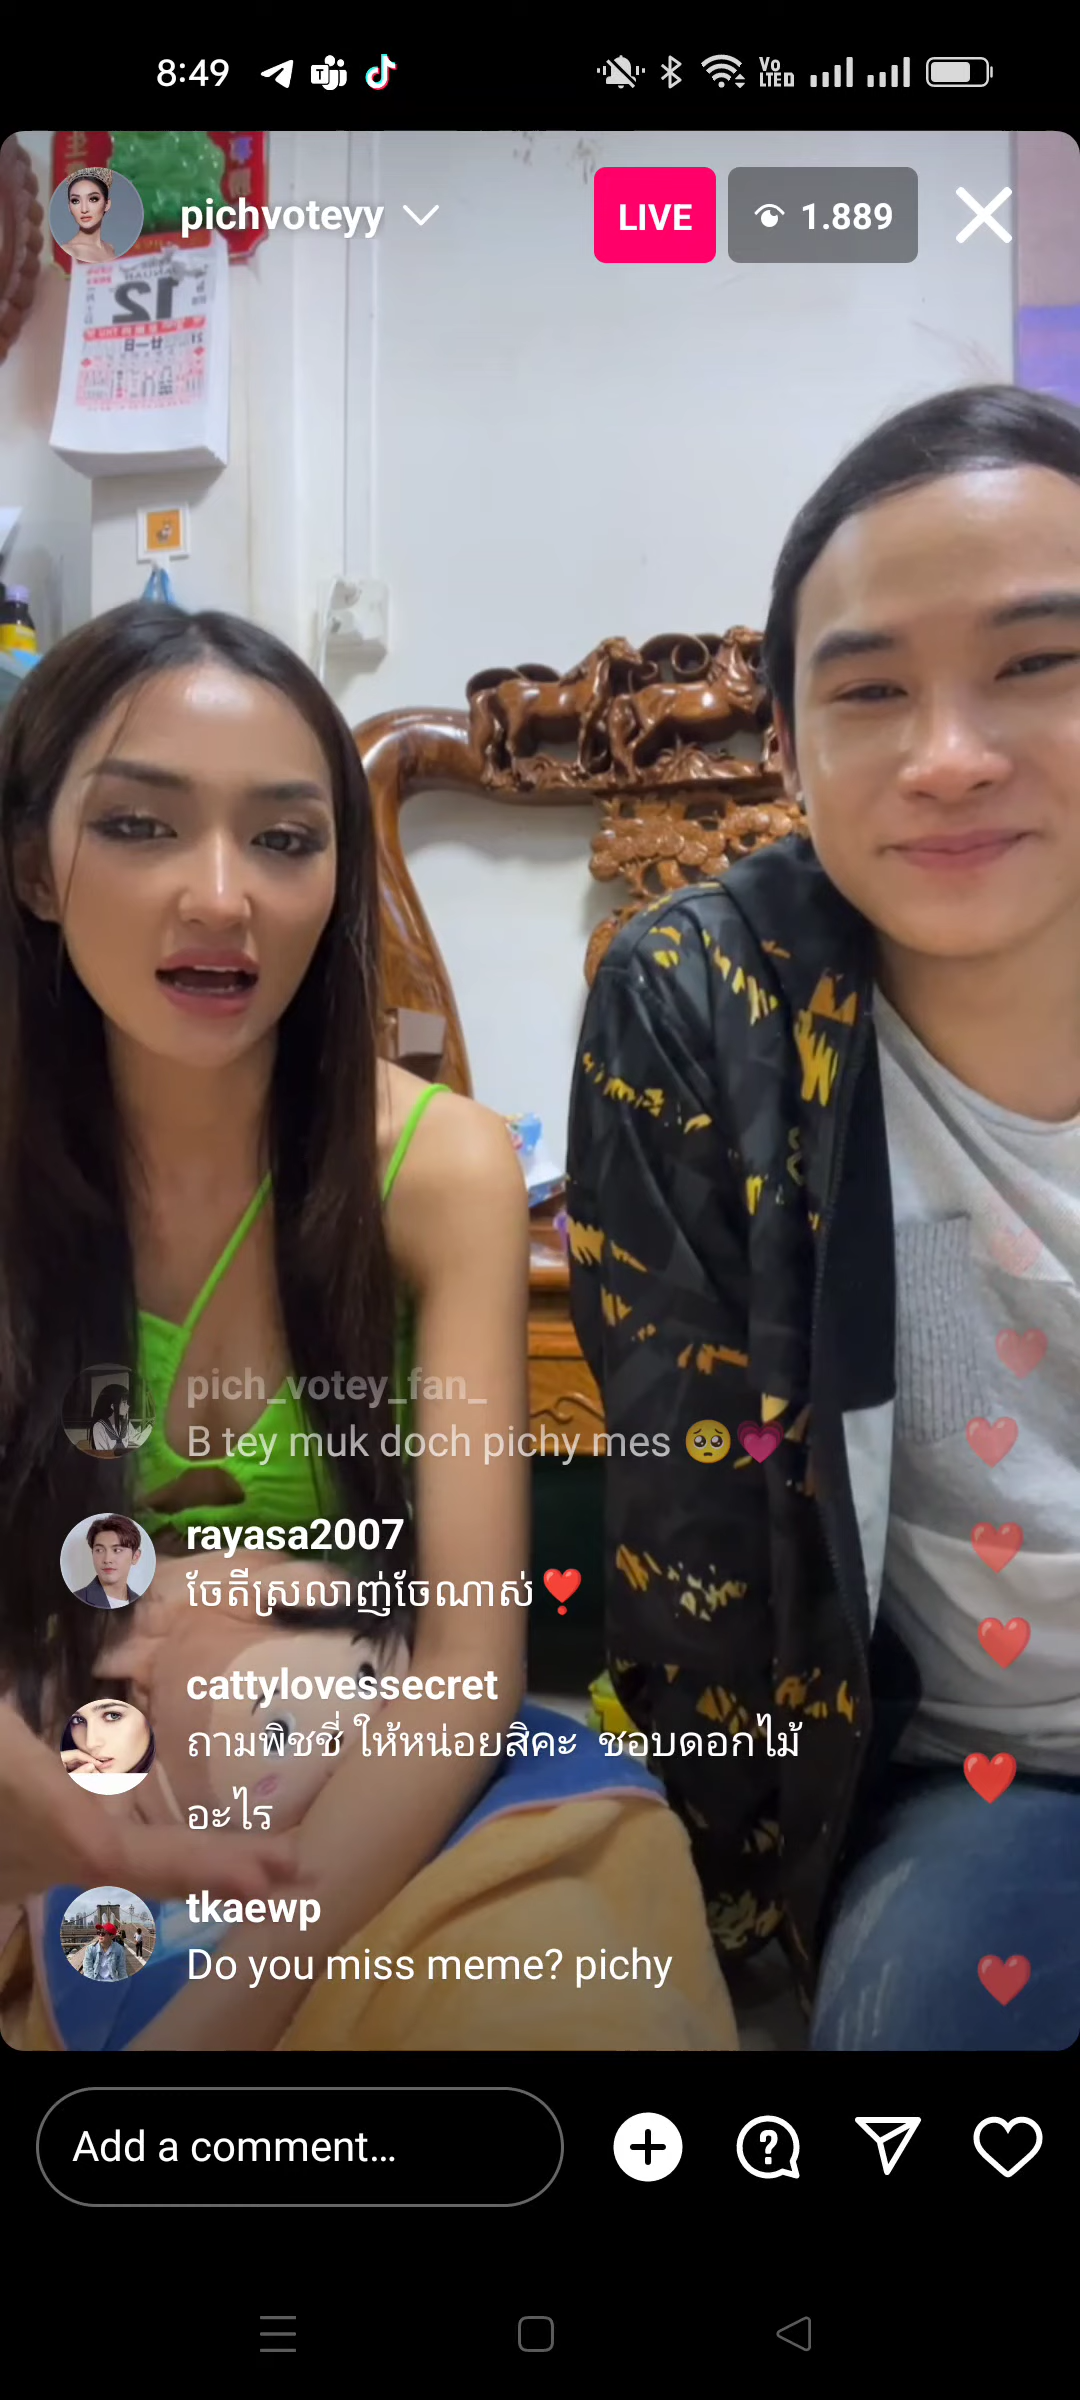 8:49
Vo
LTED
pichvoteyy
LIVE
1.889
12
pich_votey_fan_
B tey muk doch pichy mes 🥺💗
rayasa2007
ចែតីស្រលាញ់ចែណាស់❣️
cattylovessecret
ถามพิชชี่ ให้หน่อยสิคะ ชอบดอกไม้
อะไร
tkaewp
Do you miss meme? pichy
Add a comment...